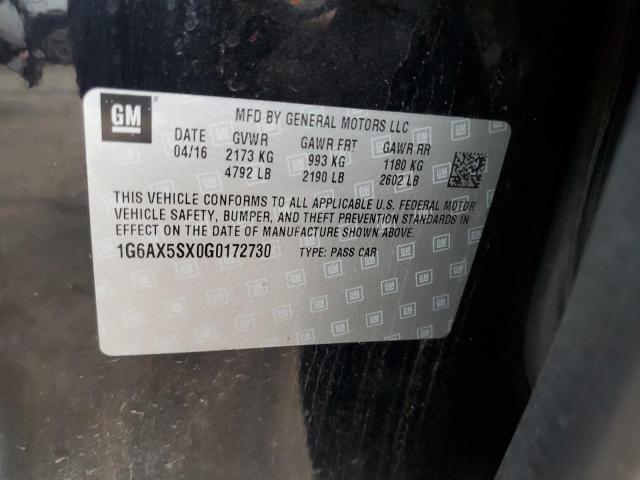 GM
MFD BY GENERAL MOTORS LLC
DATE GVWR GAWR FRT GAWR RR
04/16 2173 KG 993 KG 1180 KG
4792 LB 2190 LB 2602 LB
THIS VEHICLE CONFORMS TO ALL APPLICABLE U.S. FEDERAL MOTOR
VEHICLE SAFETY, BUMPER, AND THEFT PREVENTION STANDARDS IN
EFFECT ON THE DATE OF MANUFACTURE SHOWN ABOVE.
1G6AX5SX0G0172730 TYPE: PASS CAR